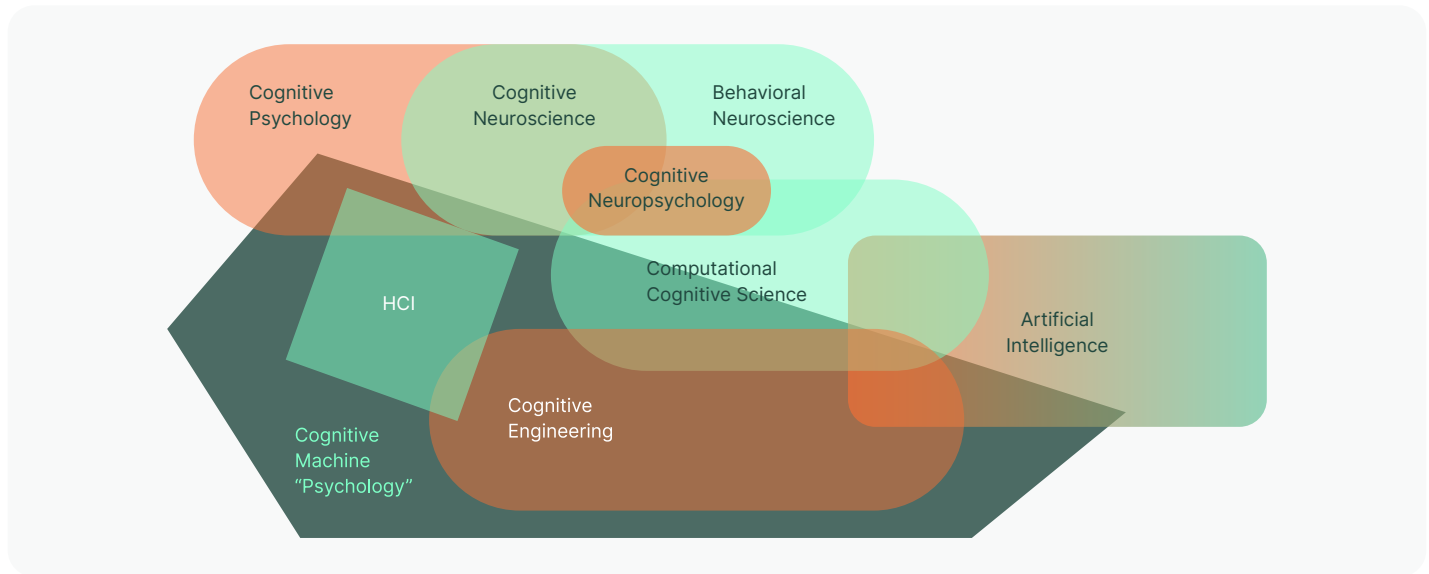 Cognitive
Psychology
Cognitive
Neuroscience
Behavioral
Neuroscience
Cognitive
Neuropsychology
Computational
Cognitive Science
HCI
Artificial
Intelligence
Cognitive
Engineering
Cognitive
Machine
“Psychology”